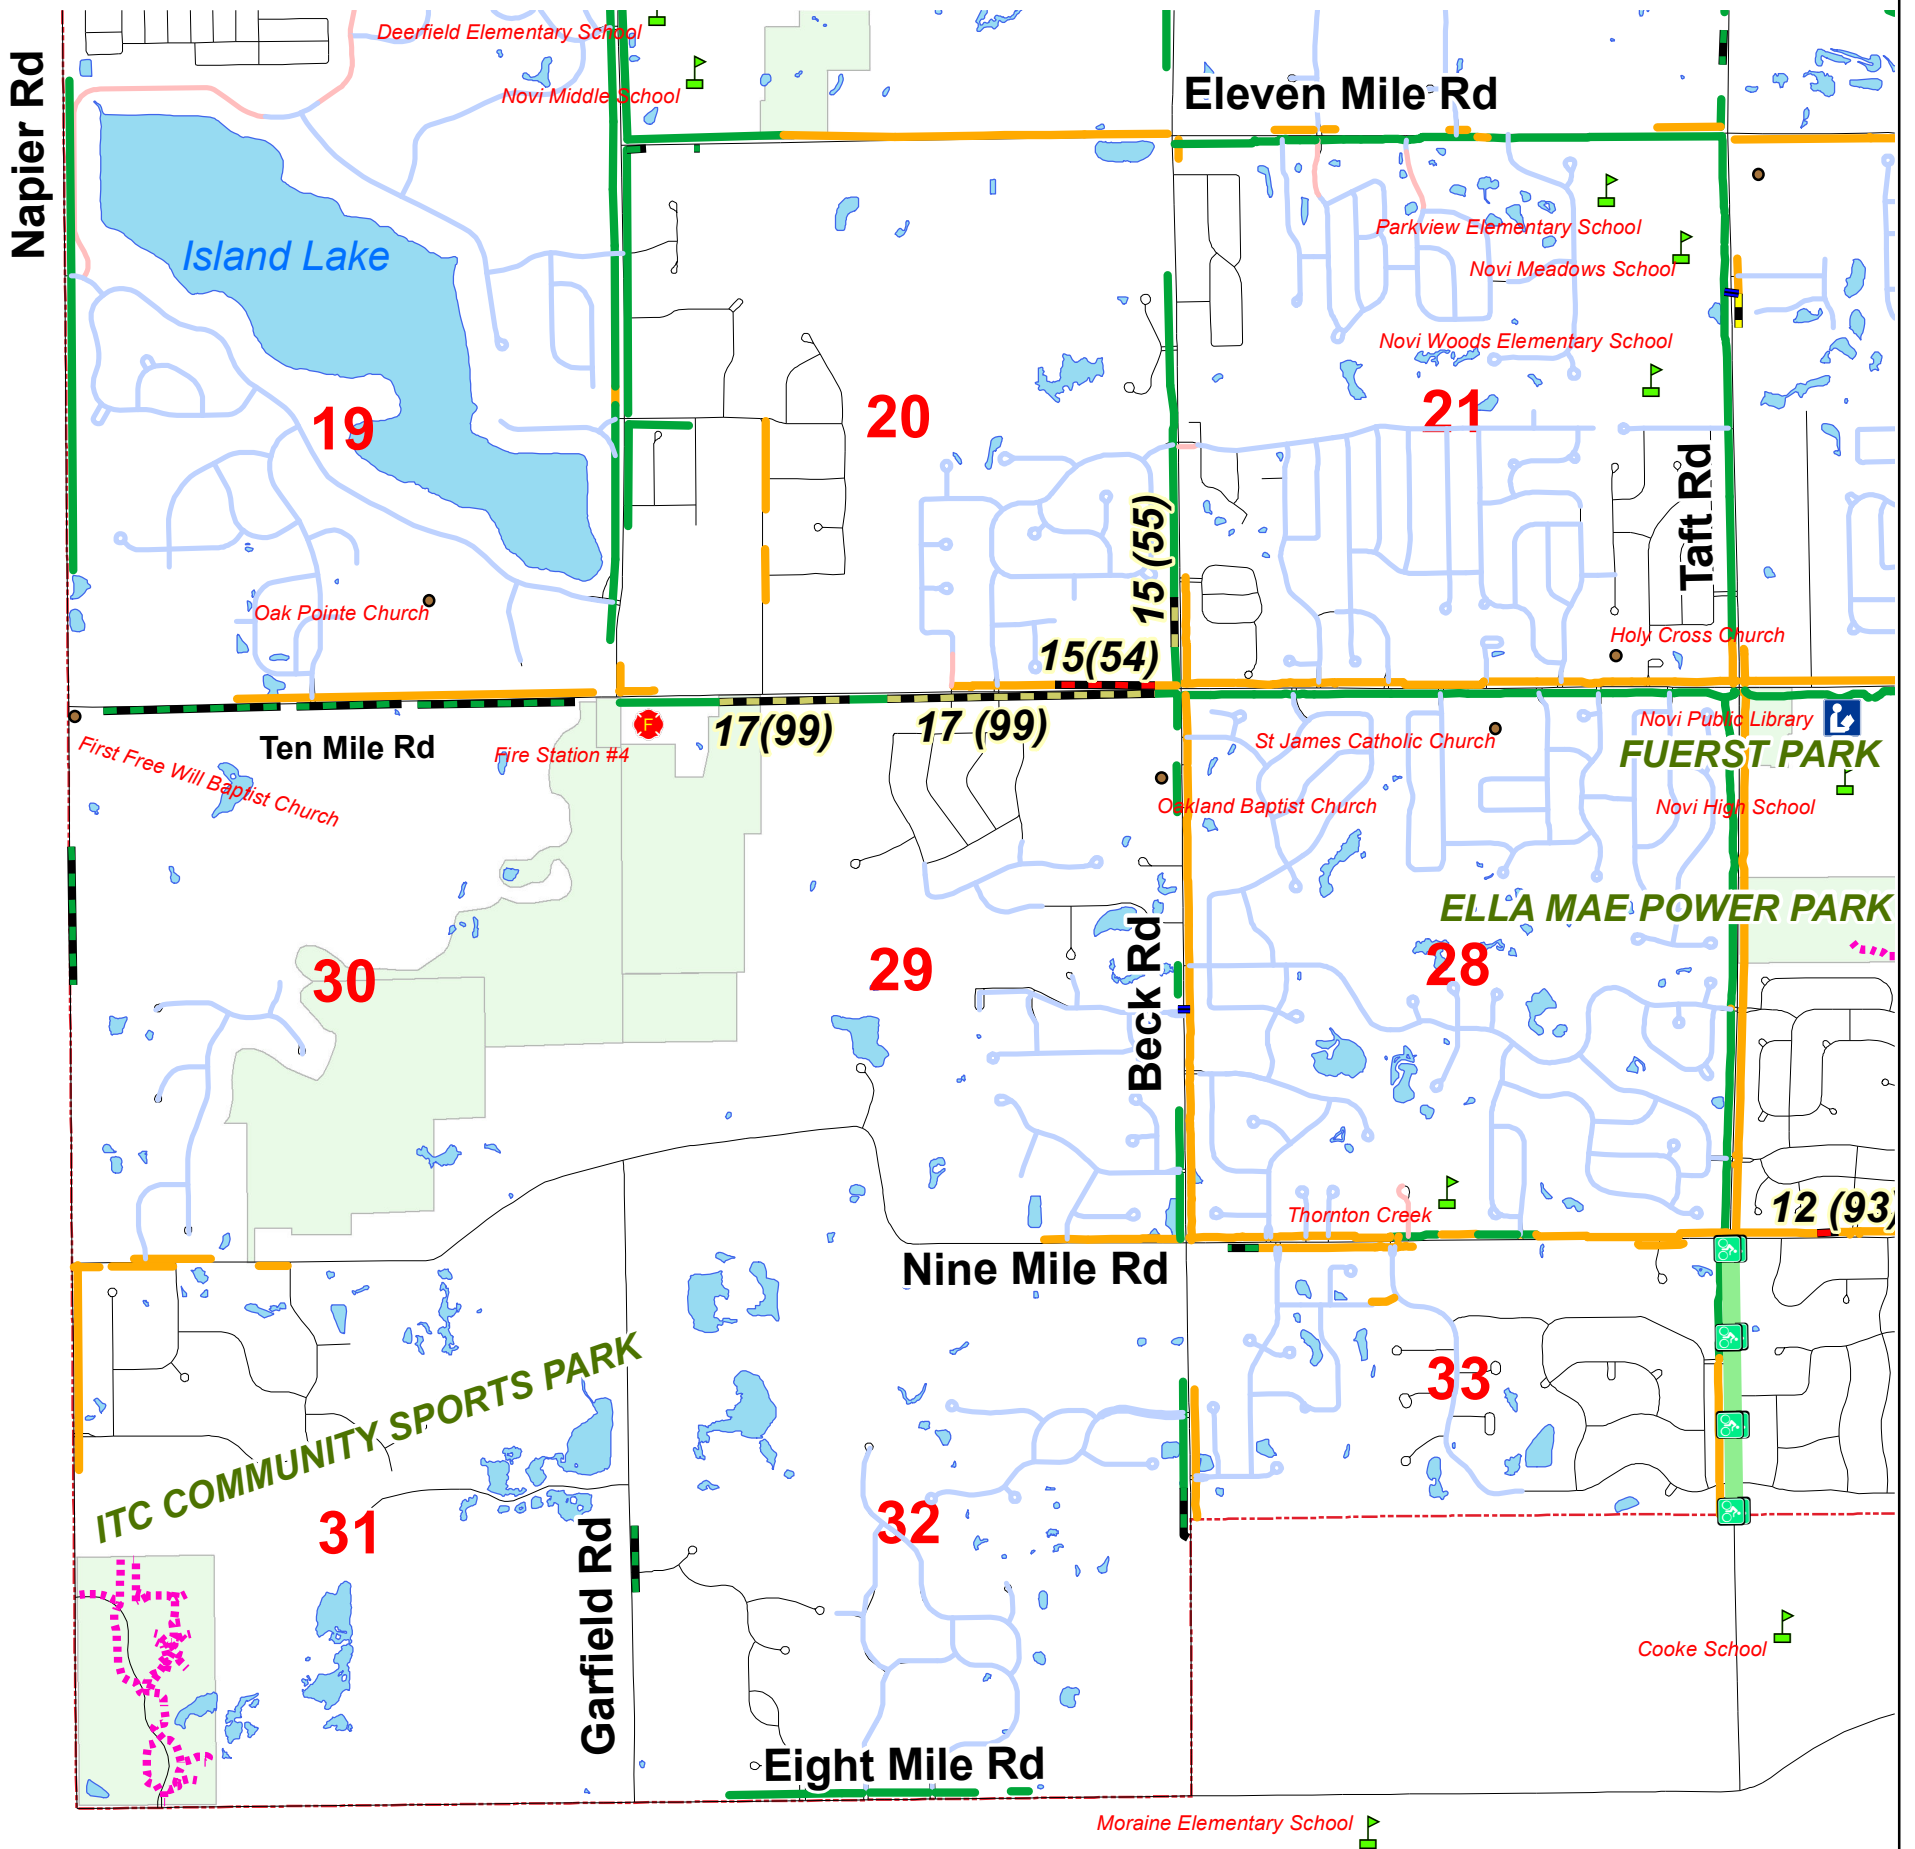 Deerfield Elementary School
Napier Rd
Novi Middle School
Eleven Mile Rd
Island Lake
Parkview Elementary School
Novi Meadows School
Novi Woods Elementary School
19
20
21
Taft Rd
15 (55)
Oak Pointe Church
Holy Cross Church
15(54)
17(99)
17 (99)
F
Ten Mile Rd
Fire Station #4
First Free Will Baptist Church
St James Catholic Church
Novi Public Library
FUERST PARK
Oakland Baptist Church
Novi High School
ELLA MAE POWER PARK
Beck Rd
30
29
28
Thornton Creek
12 (93)
Nine Mile Rd
ITC COMMUNITY SPORTS PARK
33
31
32
Garfield Rd
Cooke School
Eight Mile Rd
Moraine Elementary School